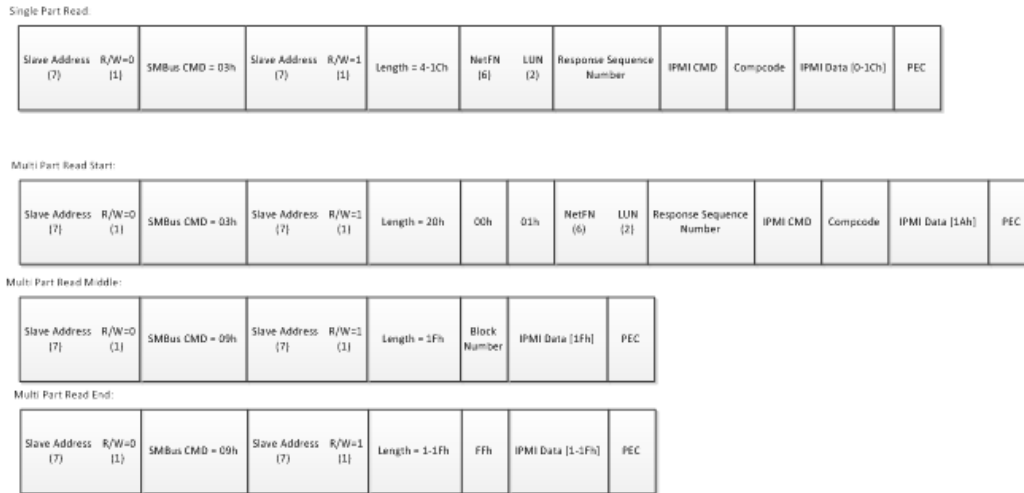 Single Part Read:
Slave Address R/W=0 SMBus CMD = 03h Slave Address R/W=1 Length = 4-1Ch NetFN LUN Response Sequence IPMI CMD Compcode IPMI Data (0-1Ch] PEC
(7) (1) (7) (1) (6) (2) Number
Multi Part Read Start:
Slave Address R/W=0 SMBus CMD = 03h Slave Address R/W=1 Length = 20h 00h 01h NetFN LUN Response Sequence IPMI CMD Compcode IPMI Data [1Ah] PEC
(7) (1) (7) (1) (6) (2) Number
Multi Part Read Middle:
Slave Address R/W=0 SMBus CMD = 09h Slave Address R/W=1 Length = 1Fh Block IPMI Data [1Fh] PEC
(7) (1) (7) (1) Number
Multi Part Read End:
Slave Address R/W=0 SMBus CMD = 09h Slave Address R/W=1 Length = 1-1Fh FFh IPMI Data [1-1Fh] PEC
(7) (1) (7) (1)